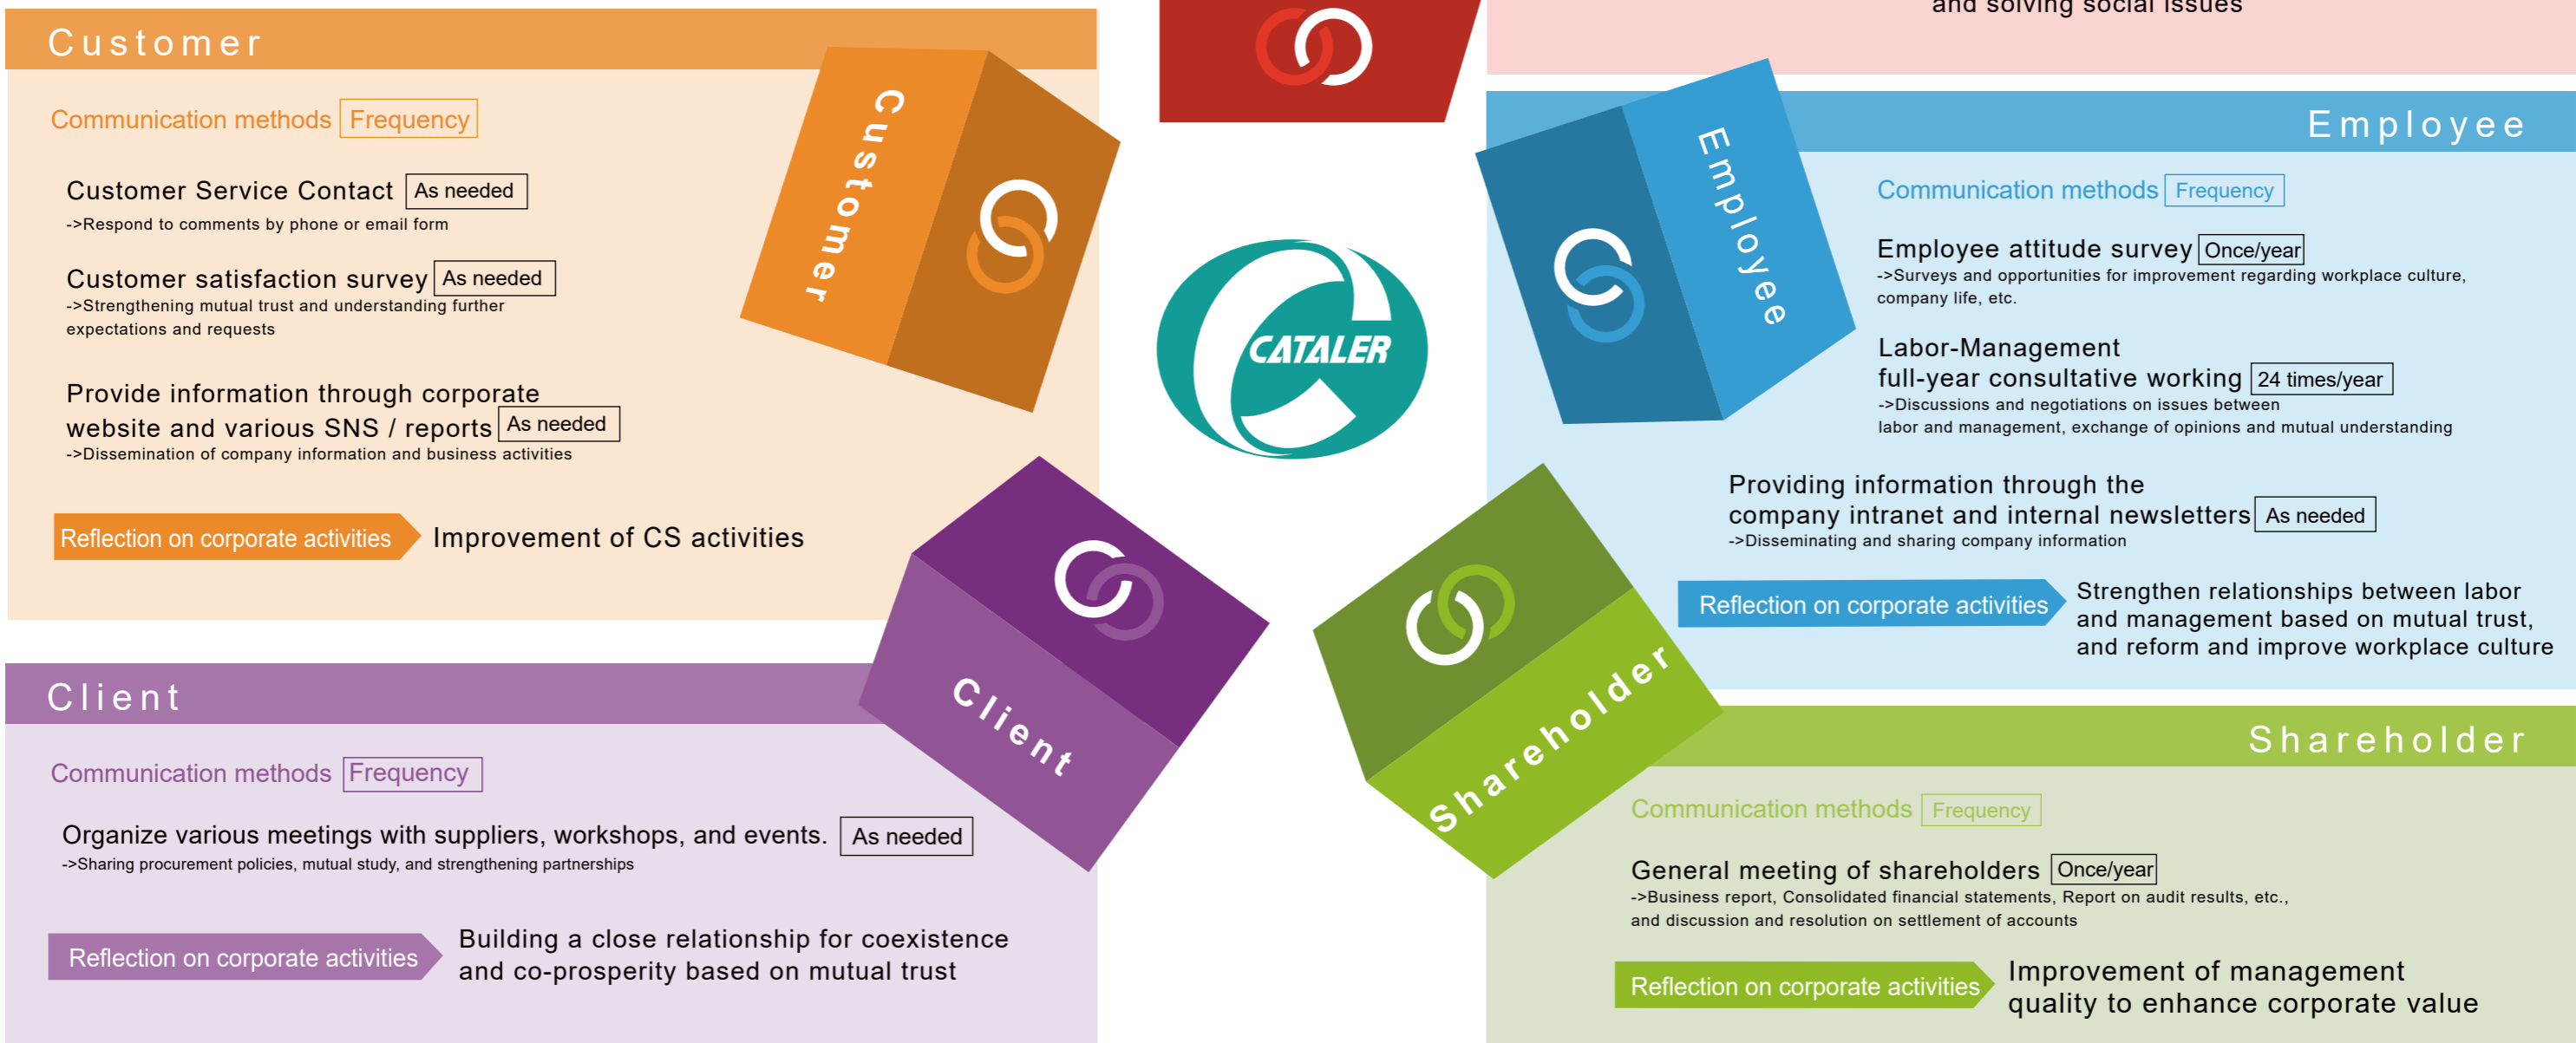 and solving social issues
Customer
Communication methods Frequency
Customer Service Contact As needed
->Respond to comments by phone or email form
Customer satisfaction survey As needed
->Strengthening mutual trust and understanding further
expectations and requests
Provide information through corporate
website and various SNS / reports As needed
->Dissemination of company information and business activities
Reflection on corporate activities Improvement of CS activities
Customer
CATALER
Employee
Employee
Communication methods Frequency
Employee attitude survey Once/year
->Surveys and opportunities for improvement regarding workplace culture,
company life, etc.
Labor-Management
full-year consultative working 24 times/year
->Discussions and negotiations on issues between
labor and management, exchange of opinions and mutual understanding
Providing information through the
company intranet and internal newsletters As needed
->Disseminating and sharing company information
Reflection on corporate activities Strengthen relationships between labor
and management based on mutual trust,
and reform and improve workplace culture
Client
Client
Communication methods Frequency
Organize various meetings with suppliers, workshops, and events. As needed
->Sharing procurement policies, mutual study, and strengthening partnerships
Reflection on corporate activities Building a close relationship for coexistence
and co-prosperity based on mutual trust
Shareholder
Shareholder
Communication methods Frequency
General meeting of shareholders Once/year
->Business report, Consolidated financial statements, Report on audit results, etc.,
and discussion and resolution on settlement of accounts
Reflection on corporate activities Improvement of management
quality to enhance corporate value